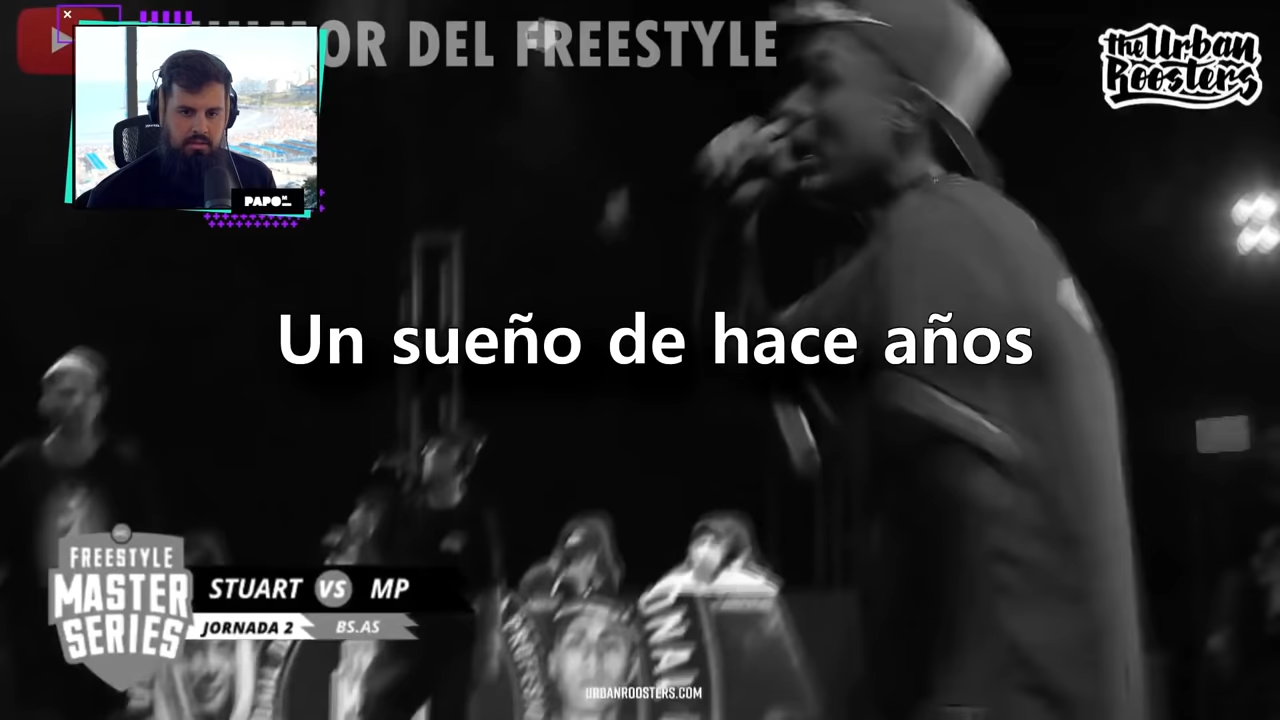 OR DEL FREESTYLE
the Urban
Roosters
PAPO
Un sueño de hace años
FREESTYLE
MASTER
SERIES
STUART VS MP
JORNADA 2 BS.AS
URBANROOSTERS.COM